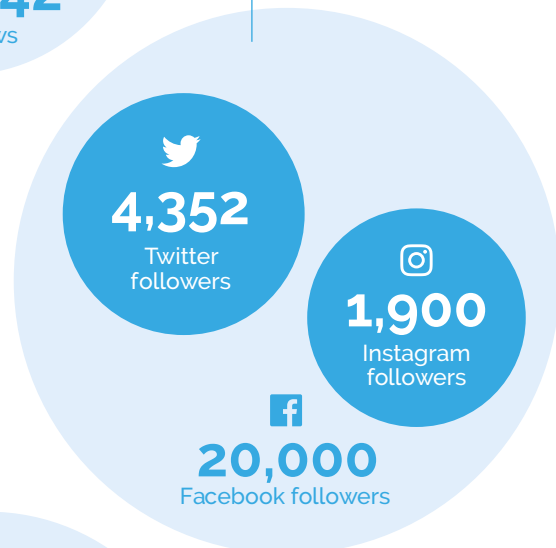 4,352
Twitter
followers
1,900
Instagram
followers
20,000
Facebook followers